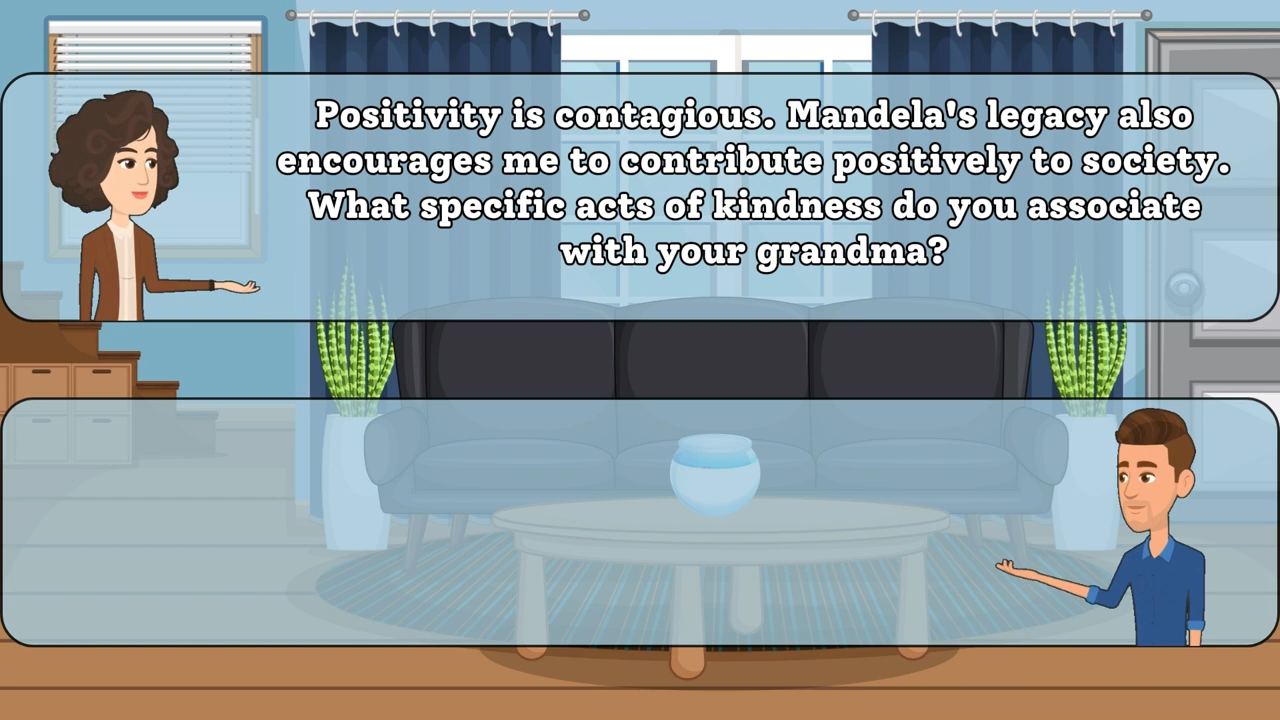 Positivity is contagious. Mandela's legacy also
encourages me to contribute positively to society.
What specific acts of kindness do you associate
with your grandma?